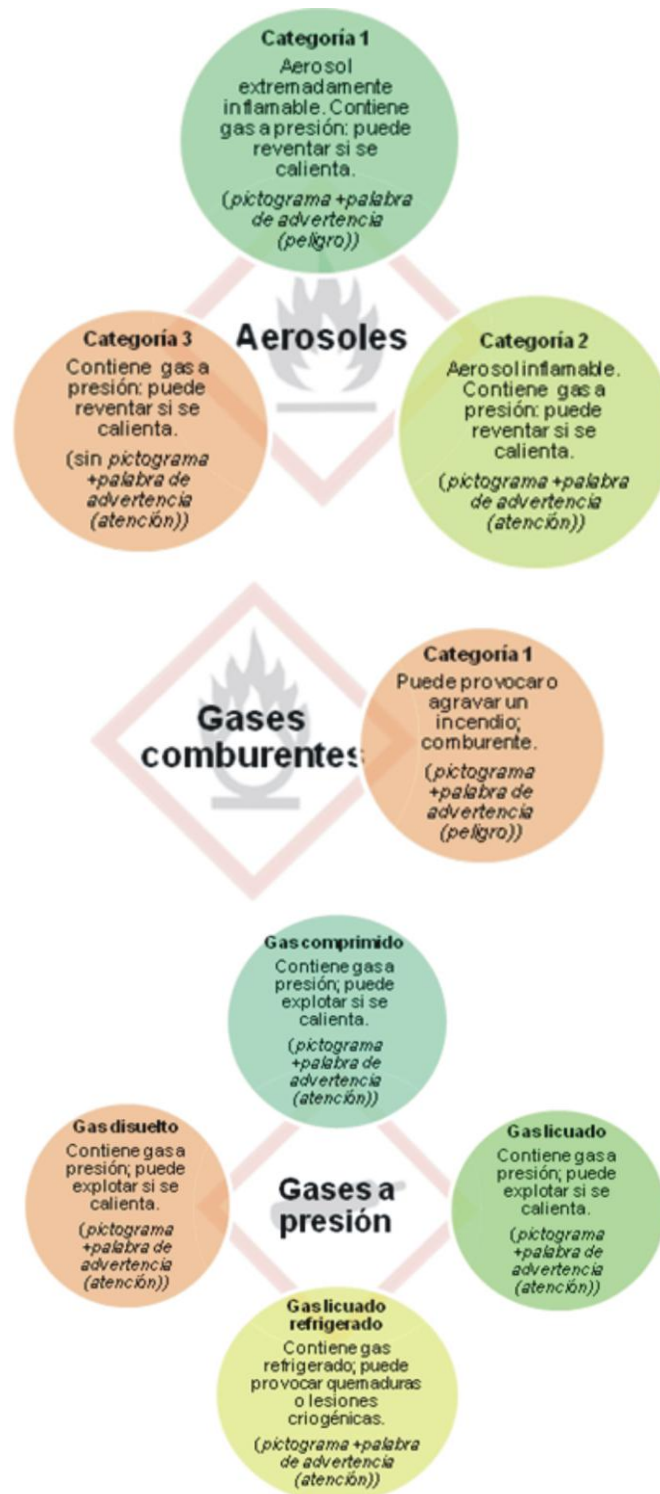 Categoría 1
Aerosol
extremadamente
inflamable. Contiene
gas a presión: puede
reventar si se
calienta.
(pictograma +palabra
de advertencia
(peligro))
Aerosoles
Categoría 3
Contiene gas a
presión: puede
reventar si se
calienta.
(sin pictograma
+palabra de
advertencia
(atención))
Categoría 2
Aerosol inflamable.
Contiene gas a
presión: puede
reventar si se
calienta.
(pictograma +palabra
de advertencia
(atención))
Gases
comburentes
Categoría 1
Puede provocar o
agravar un
incendio;
comburente.
(pictograma
+palabra de
advertencia
(peligro))
Gas comprimido
Contiene gas a
presión; puede
explotar si se
calienta.
(pictograma
+palabra de
advertencia
(atención))
Gas disuelto
Contiene gas a
presión; puede
explotar si se
calienta.
(pictograma
+palabra de
advertencia
(atención))
Gases a
presión
Gas licuado
Contiene gas a
presión; puede
explotar si se
calienta.
(pictograma
+palabra de
advertencia
(atención))
Gas licuado
refrigerado
Contiene gas
refrigerado; puede
provocar quemaduras
o lesiones
criogénicas.
(pictograma +palabra
de advertencia
(atención))